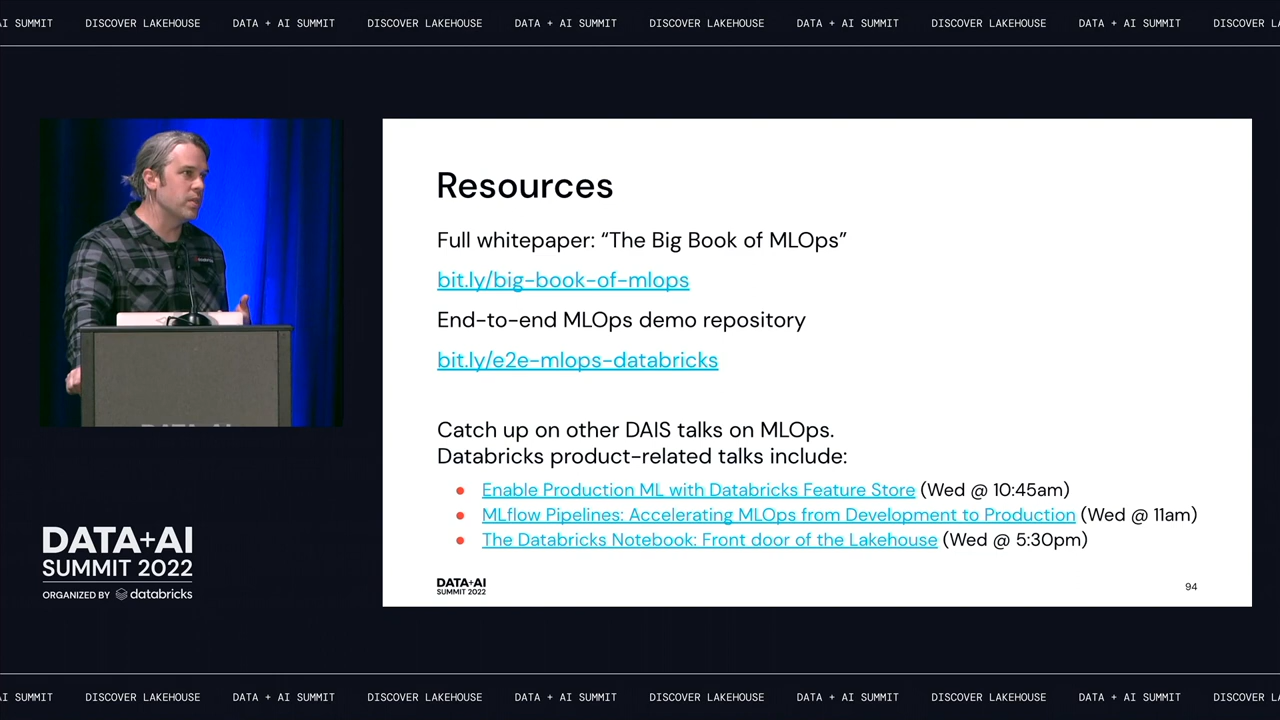 AI SUMMIT DISCOVER LAKEHOUSE DATA + AI SUMMIT DISCOVER LAKEHOUSE DATA + AI SUMMIT DISCOVER LAKEHOUSE DATA + AI SUMMIT DISCOVER LAKEHOUSE DATA + AI SUMMIT DISCOVER
Resources
Full whitepaper: “The Big Book of MLOps”
bit.ly/big-book-of-mlops
End-to-end MLOps demo repository
bit.ly/e2e-mlops-databricks
Catch up on other DAIS talks on MLOps.
Databricks product-related talks include:
• Enable Production ML with Databricks Feature Store (Wed @ 10:45am)
• MLflow Pipelines: Accelerating MLOps from Development to Production (Wed @ 11am)
• The Databricks Notebook: Front door of the Lakehouse (Wed @ 5:30pm)
DATA+AI
SUMMIT 2022
94
DATA+AI
SUMMIT 2022
ORGANIZED BY databricks
AI SUMMIT DISCOVER LAKEHOUSE DATA + AI SUMMIT DISCOVER LAKEHOUSE DATA + AI SUMMIT DISCOVER LAKEHOUSE DATA + AI SUMMIT DISCOVER LAKEHOUSE DATA + AI SUMMIT DISCOVER